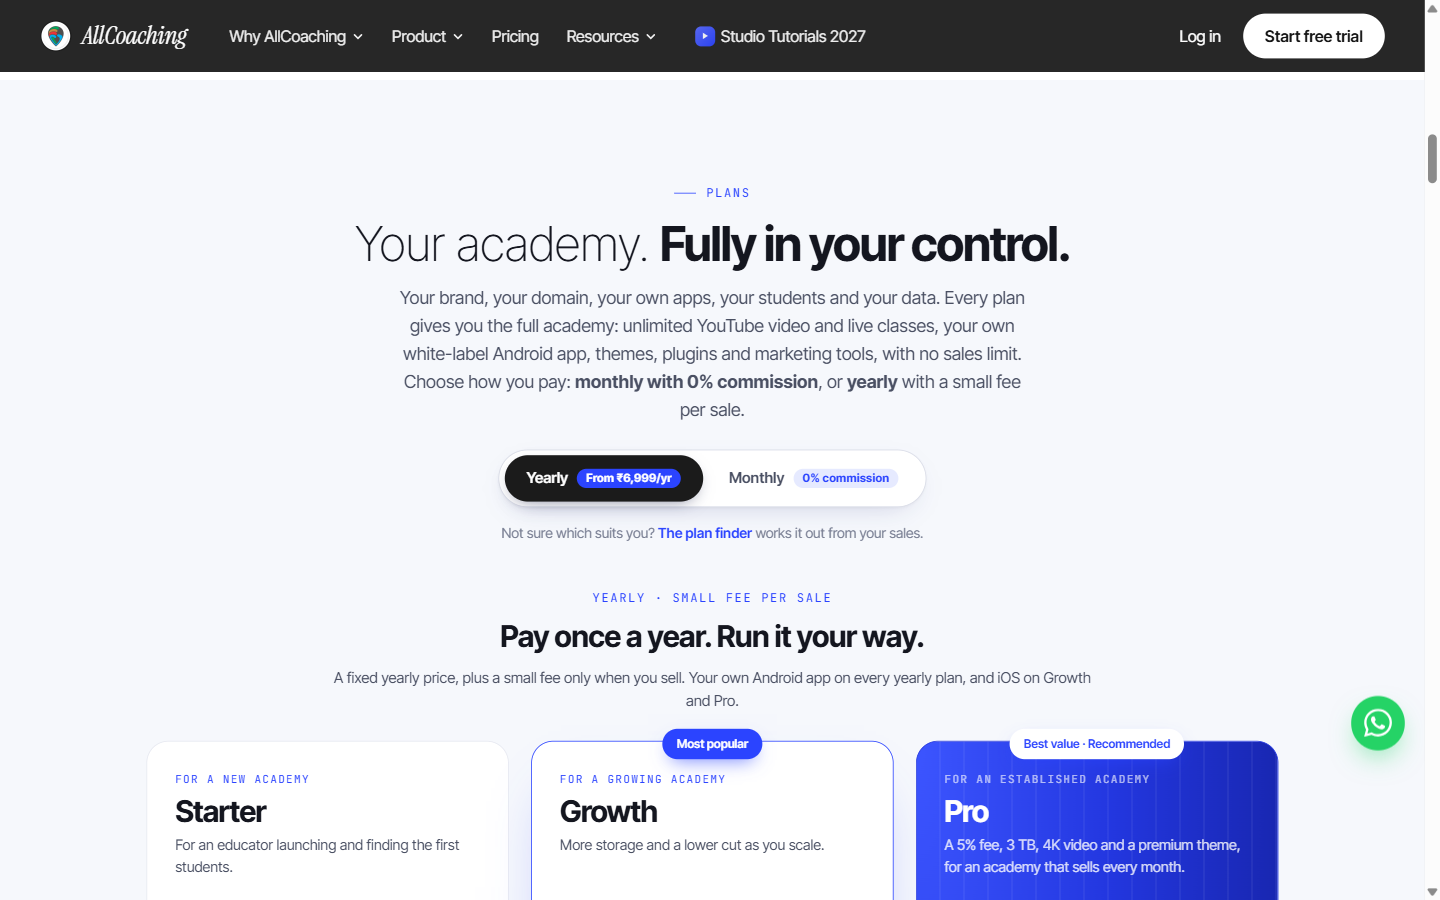 AllCoaching
Why AllCoaching
Product
Pricing
Resources
Studio Tutorials 2027
Log in
Start free trial
PLANS
Your academy. Fully in your control.
Your brand, your domain, your own apps, your students and your data. Every plan
gives you the full academy: unlimited YouTube video and live classes, your own
white-label Android app, themes, plugins and marketing tools, with no sales limit.
Choose how you pay: monthly with 0% commission, or yearly with a small fee
per sale.
Yearly From ₹6,999/yr
Monthly 0% commission
Not sure which suits you? The plan finder works it out from your sales.
YEARLY · SMALL FEE PER SALE
Pay once a year. Run it your way.
A fixed yearly price, plus a small fee only when you sell. Your own Android app on every yearly plan, and iOS on Growth
and Pro.
FOR A NEW ACADEMY
Starter
For an educator launching and finding the first
students.
Most popular
FOR A GROWING ACADEMY
Growth
More storage and a lower cut as you scale.
Best value · Recommended
FOR AN ESTABLISHED ACADEMY
Pro
A 5% fee, 3 TB, 4K video and a premium theme,
for an academy that sells every month.